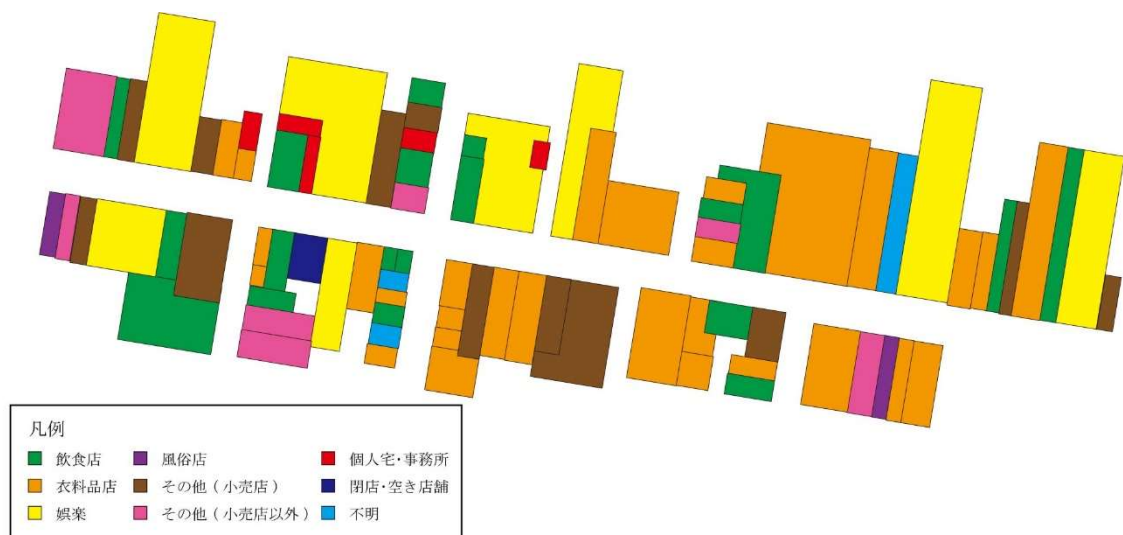 凡例
飲食店 風俗店 個人宅・事務所
衣料品店 その他（小売店） 閉店・空き店舗
娯楽 その他（小売店以外） 不明